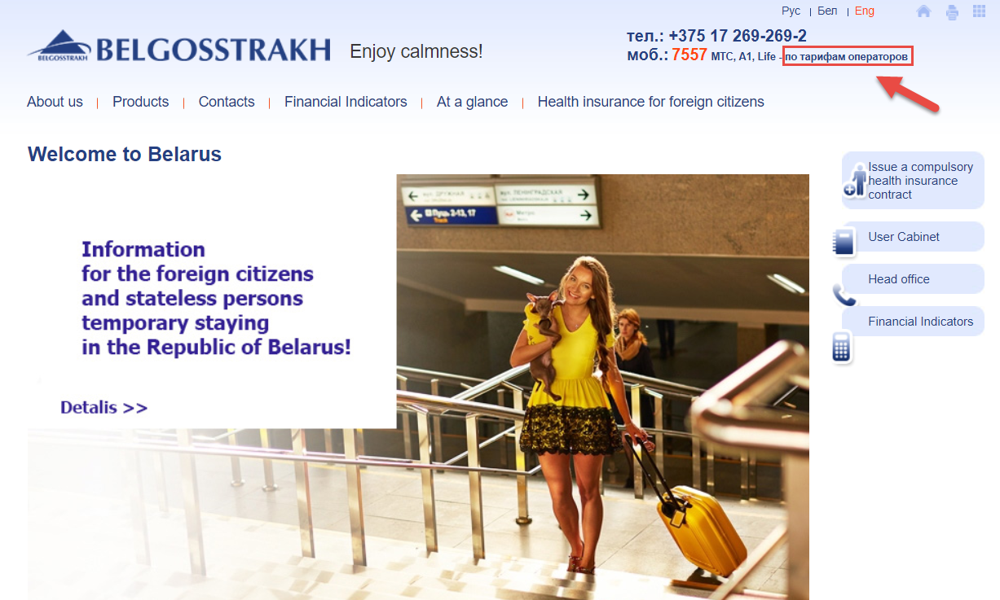 Рус | Бел | Eng
BELGOSSTRAKH
BELGOSSTRAKH
Enjoy calmness!
тел.: +375 17 269-269-2
моб.: 7557 МТС, А1, Life - по тарифам операторов
About us | Products | Contacts | Financial Indicators | At a glance | Health insurance for foreign citizens
Welcome to Belarus
Information
for the foreign citizens
and stateless persons
temporary staying
in the Republic of Belarus!
Detalis >>
вул. ДРУЖНАЯ
вул. ЛЕНІНГРАДСКАЯ
Пуць 2-13, 17
Track
Метро
Issue a compulsory
health insurance
contract
User Cabinet
Head office
Financial Indicators